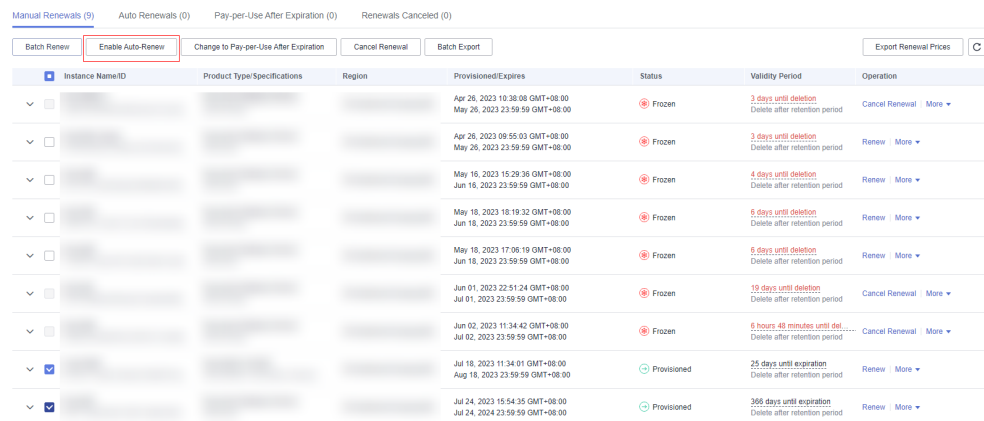 Manual Renewals (9) Auto Renewals (0) Pay-per-Use After Expiration (0) Renewals Canceled (0)
Batch Renew Enable Auto-Renew Change to Pay-per-Use After Expiration Cancel Renewal Batch Export Export Renewal Prices
Instance Name/ID Product Type/Specifications Region Provisioned/Expires Status Validity Period Operation
Apr 26, 2023 10:38:08 GMT+08:00 3 days until deletion
Frozen Cancel Renewal More
May 26, 2023 23:59:59 GMT+08:00 Delete after retention period
Apr 26, 2023 09:55:03 GMT+08:00 3 days until deletion
Frozen Renew More
May 26, 2023 23:59:59 GMT+08:00 Delete after retention period
May 16, 2023 15:29:36 GMT+08:00 4 days until deletion
Frozen Renew More
Jun 16, 2023 23:59:59 GMT+08:00 Delete after retention period
May 18, 2023 18:19:32 GMT+08:00 6 days until deletion
Frozen Renew More
Jun 18, 2023 23:59:59 GMT+08:00 Delete after retention period
May 18, 2023 17:06:19 GMT+08:00 6 days until deletion
Frozen Renew More
Jun 18, 2023 23:59:59 GMT+08:00 Delete after retention period
Jun 01, 2023 22:51:24 GMT+08:00 19 days until deletion
Frozen Cancel Renewal More
Jul 01, 2023 23:59:59 GMT+08:00 Delete after retention period
Jun 02, 2023 11:34:42 GMT+08:00 6 hours 48 minutes until del...
Frozen Cancel Renewal More
Jul 02, 2023 23:59:59 GMT+08:00 Delete after retention period
Jul 18, 2023 11:34:01 GMT+08:00 25 days until expiration
Provisioned Renew More
Aug 18, 2023 23:59:59 GMT+08:00 Delete after retention period
Jul 24, 2023 15:54:35 GMT+08:00 366 days until expiration
Provisioned Renew More
Jul 24, 2024 23:59:59 GMT+08:00 Delete after retention period